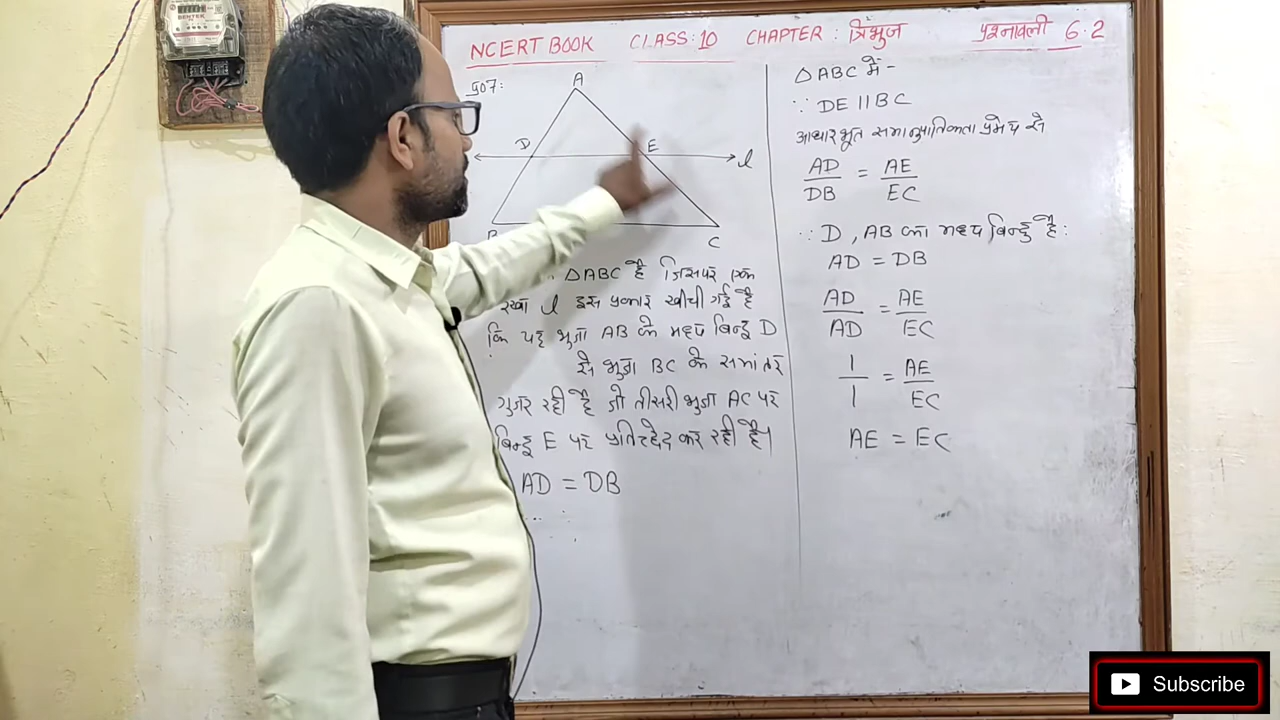 NCERT BOOK CLASS:10 CHAPTER : त्रिभुज प्रश्नावली 6.2
प्र07:
A
D E l
C
△ABC है जिसपर एक
रेखा l इस प्रकार खींची गई है
कि यह भुजा AB के मध्य बिन्दु D
से भुजा BC के समांतर
गुजर रही है जो तीसरी भुजा AC पर
बिन्दु E पर प्रतिच्छेद कर रही है।
AD = DB
△ABC में -
∵ DE || BC
आधारभूत समानुपातिकता प्रमेय से
AD/DB = AE/EC
∵ D, AB का मध्य बिन्दु है:
AD = DB
AD/AD = AE/EC
1/1 = AE/EC
AE = EC
Subscribe